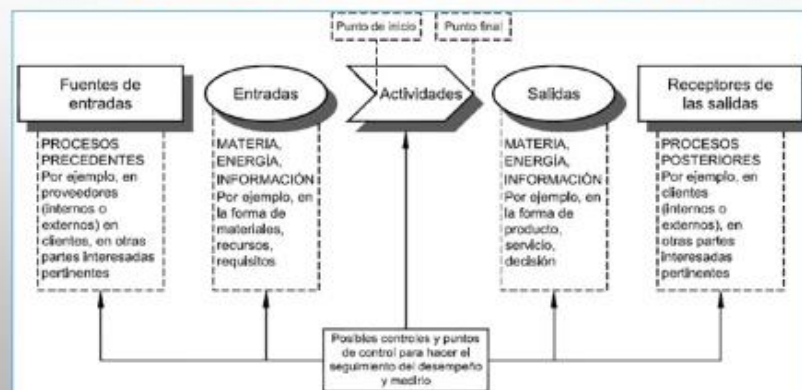 Punto de inicio
Punto final
Fuentes de
entradas
Entradas
Actividades
Salidas
Receptores de
las salidas
PROCESOS
PRECEDENTES
Por ejemplo, en
proveedores
(internos o
externos) en
clientes, en otras
partes interesadas
pertinentes
MATERIA,
ENERGÍA,
INFORMACIÓN
Por ejemplo, en
la forma de
materiales,
recursos,
requisitos
MATERIA,
ENERGÍA,
INFORMACIÓN
Por ejemplo, en
la forma de
producto,
servicio,
decisión
PROCESOS
POSTERIORES
Por ejemplo, en
clientes
(internos o
externos), en
otras partes
interesadas
pertinentes
Posibles controles y puntos
de control para hacer el
seguimiento del desempeño
y medirlo